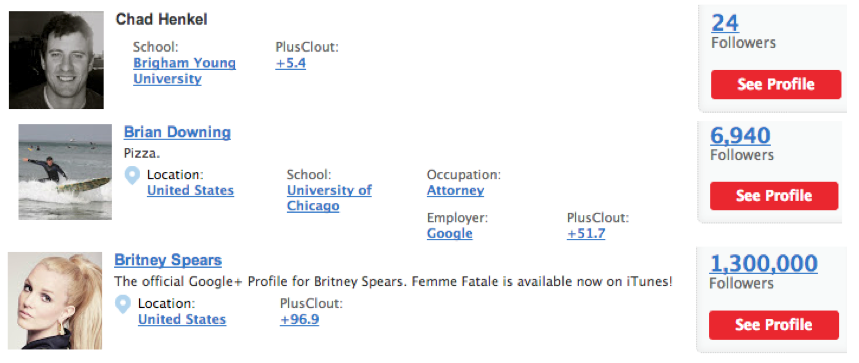 Chad Henkel
School: PlusClout:
Brigham Young University +5.4
24
Followers
See Profile
Brian Downing
Pizza.
Location: School: Occupation:
United States University of Chicago Attorney
Employer: PlusClout:
Google +51.7
6,940
Followers
See Profile
Britney Spears
The official Google+ Profile for Britney Spears. Femme Fatale is available now on iTunes!
Location: PlusClout:
United States +96.9
1,300,000
Followers
See Profile